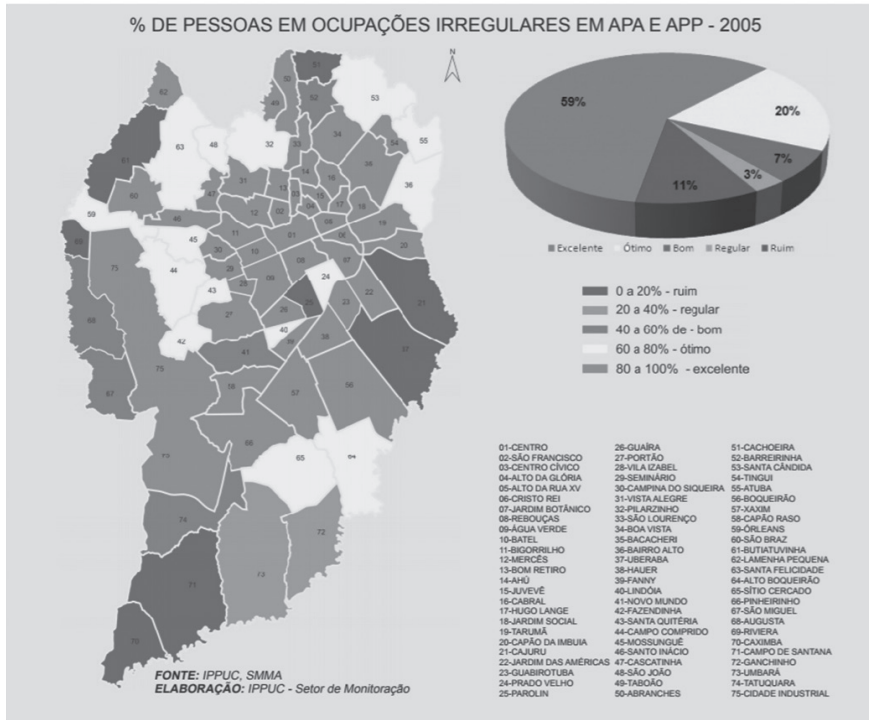 % DE PESSOAS EM OCUPAÇÕES IRREGULARES EM APA E APP - 2005
N
59%
20%
7%
3%
11%
Excelente Ótimo Bom Regular Ruim
0 a 20% - ruim
20 a 40% - regular
40 a 60% de - bom
60 a 80% - ótimo
80 a 100% - excelente
01-CENTRO
02-SÃO FRANCISCO
03-CENTRO CÍVICO
04-ALTO DA GLÓRIA
05-ALTO DA RUA XV
06-CRISTO REI
07-JARDIM BOTÂNICO
08-REBOUÇAS
09-ÁGUA VERDE
10-BATEL
11-BIGORRILHO
12-MERCÊS
13-BOM RETIRO
14-AHÚ
15-JUVEVÊ
16-CABRAL
17-HUGO LANGE
18-JARDIM SOCIAL
19-TARUMÃ
20-CAPÃO DA IMBUIA
21-CAJURU
22-JARDIM DAS AMÉRICAS
23-GUABIROTUBA
24-PRADO VELHO
25-PAROLIN
26-GUAÍRA
27-PORTÃO
28-VILA IZABEL
29-SEMINÁRIO
30-CAMPINA DO SIQUEIRA
31-VISTA ALEGRE
32-PILARZINHO
33-SÃO LOURENÇO
34-BOA VISTA
35-BACACHERI
36-BAIRRO ALTO
37-UBERABA
38-HAUER
39-FANNY
40-LINDÓIA
41-NOVO MUNDO
42-FAZENDINHA
43-SANTA QUITÉRIA
44-CAMPO COMPRIDO
45-MOSSUNGUÊ
46-SANTO INÁCIO
47-CASCATINHA
48-SÃO JOÃO
49-TABOÃO
50-ABRANCHES
51-CACHOEIRA
52-BARREIRINHA
53-SANTA CÂNDIDA
54-TINGUI
55-ATUBA
56-BOQUEIRÃO
57-XAXIM
58-CAPÃO RASO
59-ÓRLEANS
60-SÃO BRAZ
61-BUTIATUVINHA
62-LAMENHA PEQUENA
63-SANTA FELICIDADE
64-ALTO BOQUEIRÃO
65-SÍTIO CERCADO
66-PINHEIRINHO
67-SÃO MIGUEL
68-AUGUSTA
69-RIVIERA
70-CAXIMBA
71-CAMPO DE SANTANA
72-GANCHINHO
73-UMBARÁ
74-TATUQUARA
75-CIDADE INDUSTRIAL
FONTE: IPPUC, SMMA
ELABORAÇÃO: IPPUC - Setor de Monitoração